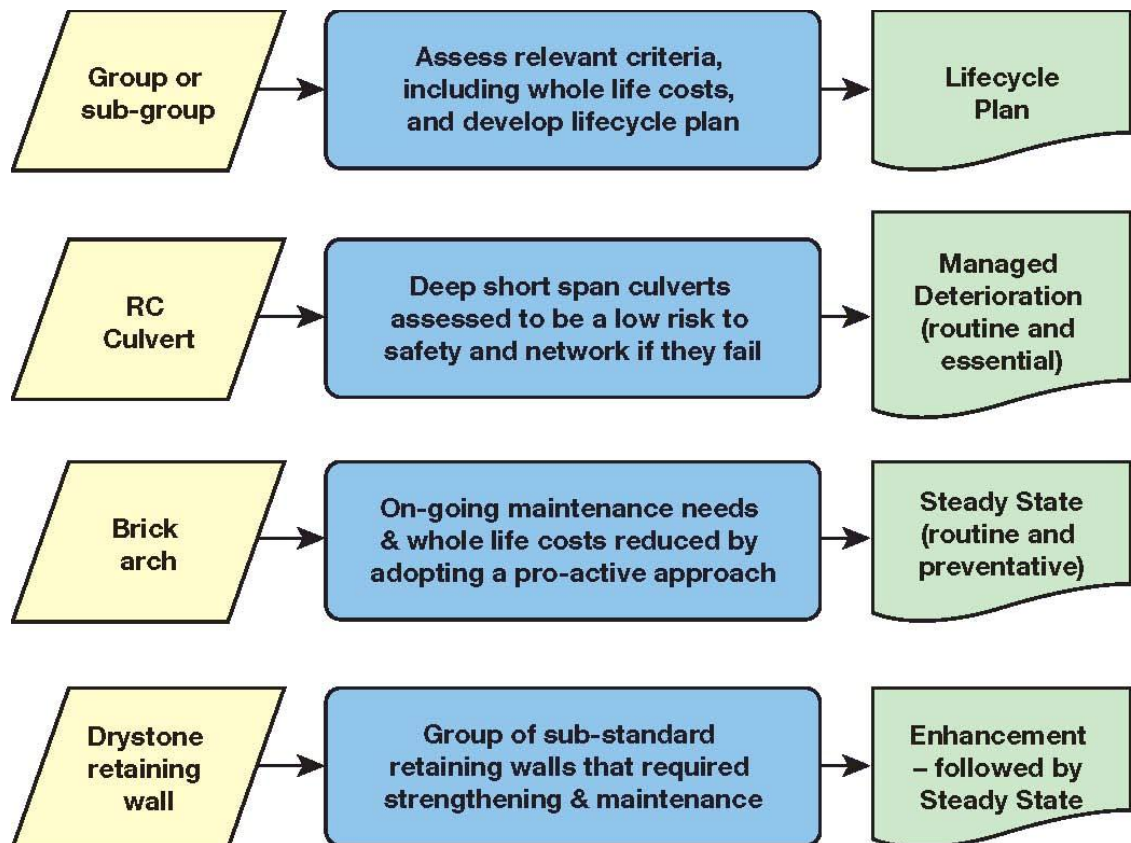 Group or
sub-group
Assess relevant criteria,
including whole life costs,
and develop lifecycle plan
Lifecycle
Plan
RC
Culvert
Deep short span culverts
assessed to be a low risk to
safety and network if they fail
Managed
Deterioration
(routine and
essential)
Brick
arch
On-going maintenance needs
& whole life costs reduced by
adopting a pro-active approach
Steady State
(routine and
preventative)
Drystone
retaining
wall
Group of sub-standard
retaining walls that required
strengthening & maintenance
Enhancement
– followed by
Steady State